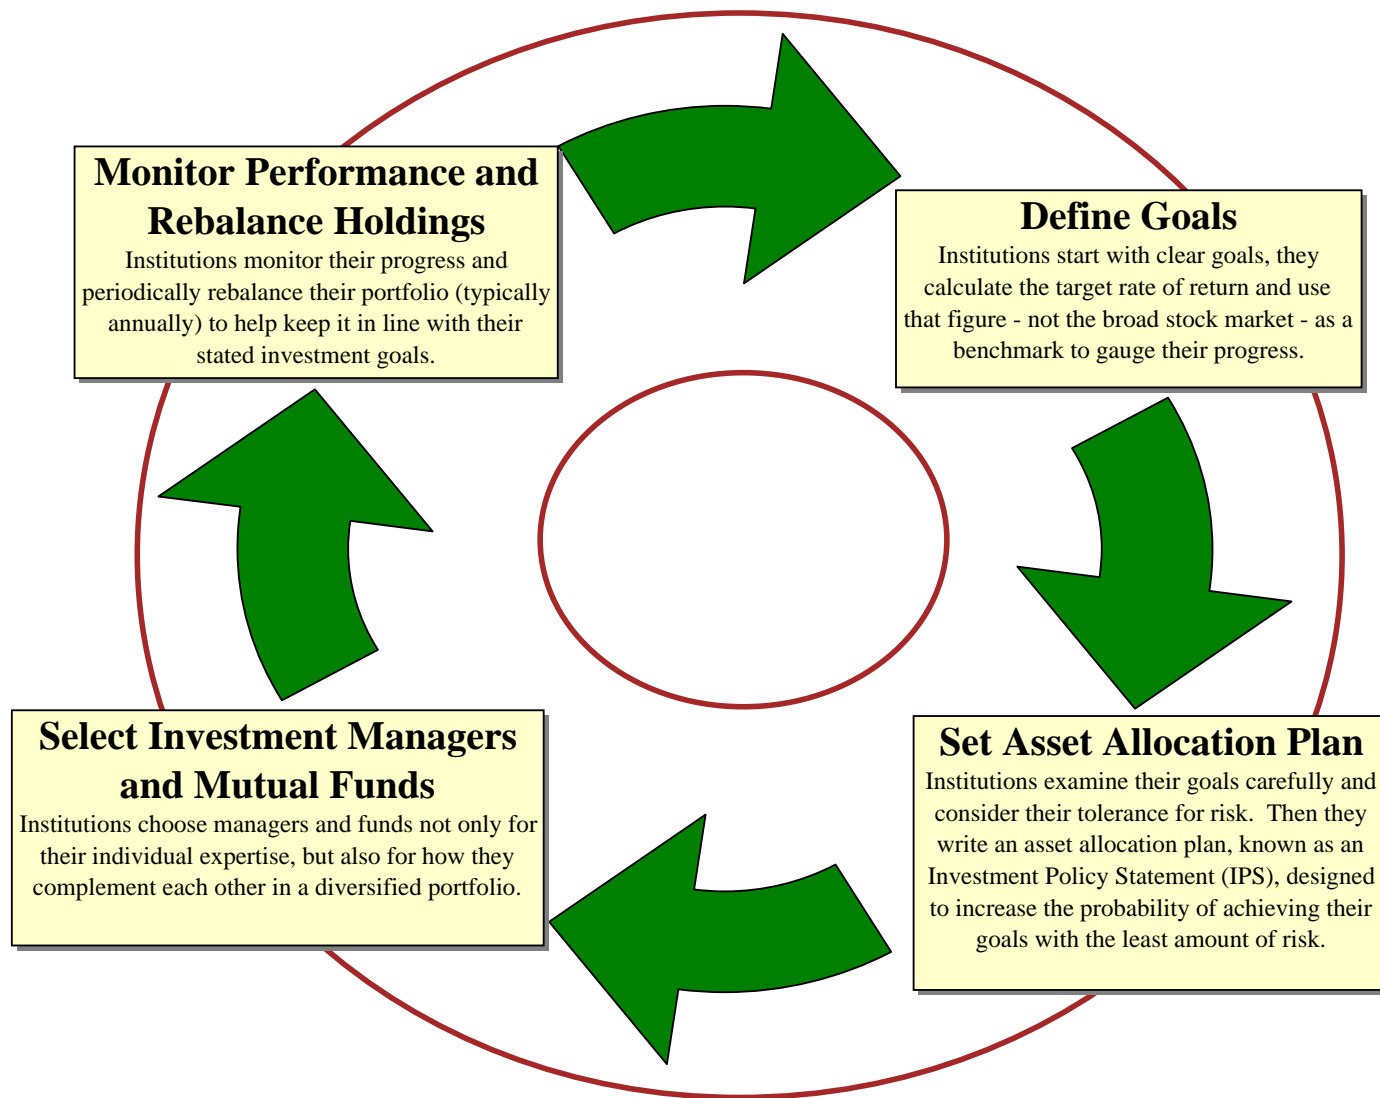 Monitor Performance and
Rebalance Holdings
Institutions monitor their progress and
periodically rebalance their portfolio (typically
annually) to help keep it in line with their
stated investment goals.
Define Goals
Institutions start with clear goals, they
calculate the target rate of return and use
that figure - not the broad stock market - as a
benchmark to gauge their progress.
Select Investment Managers
and Mutual Funds
Institutions choose managers and funds not only for
their individual expertise, but also for how they
complement each other in a diversified portfolio.
Set Asset Allocation Plan
Institutions examine their goals carefully and
consider their tolerance for risk.  Then they
write an asset allocation plan, known as an
Investment Policy Statement (IPS), designed
to increase the probability of achieving their
goals with the least amount of risk.